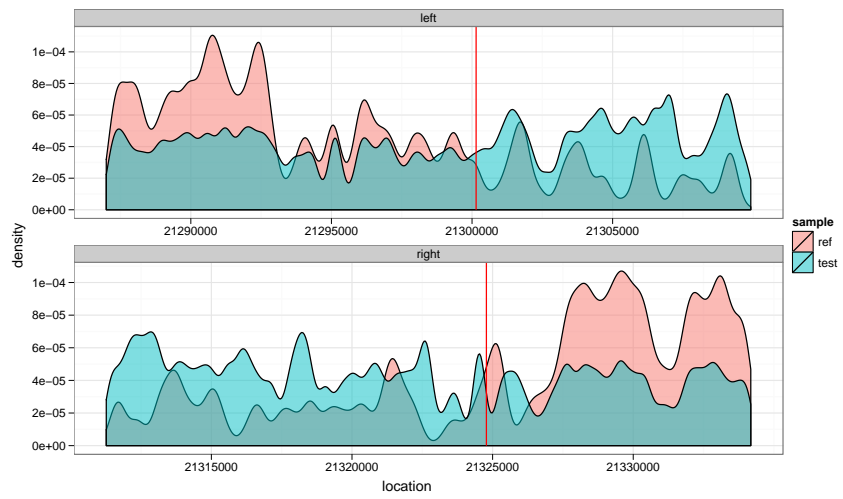 left
1e−04
8e−05
6e−05
4e−05
2e−05
0e+00
21290000 21295000 21300000 21305000
density
right
1e−04
8e−05
6e−05
4e−05
2e−05
0e+00
21315000 21320000 21325000 21330000
location
sample
ref
test